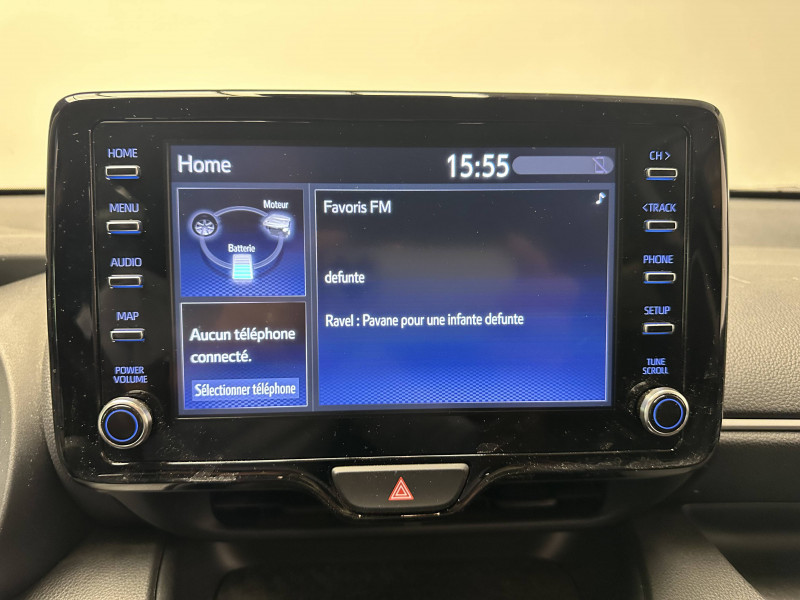 HOME
MENU
AUDIO
MAP
POWER
VOLUME
Home
15:55
Moteur
Batterie
Aucun téléphone
connecté.
Sélectionner téléphone
Favoris FM
defunte
Ravel : Pavane pour une infante defunte
CH >
< TRACK
PHONE
SETUP
TUNE
SCROLL